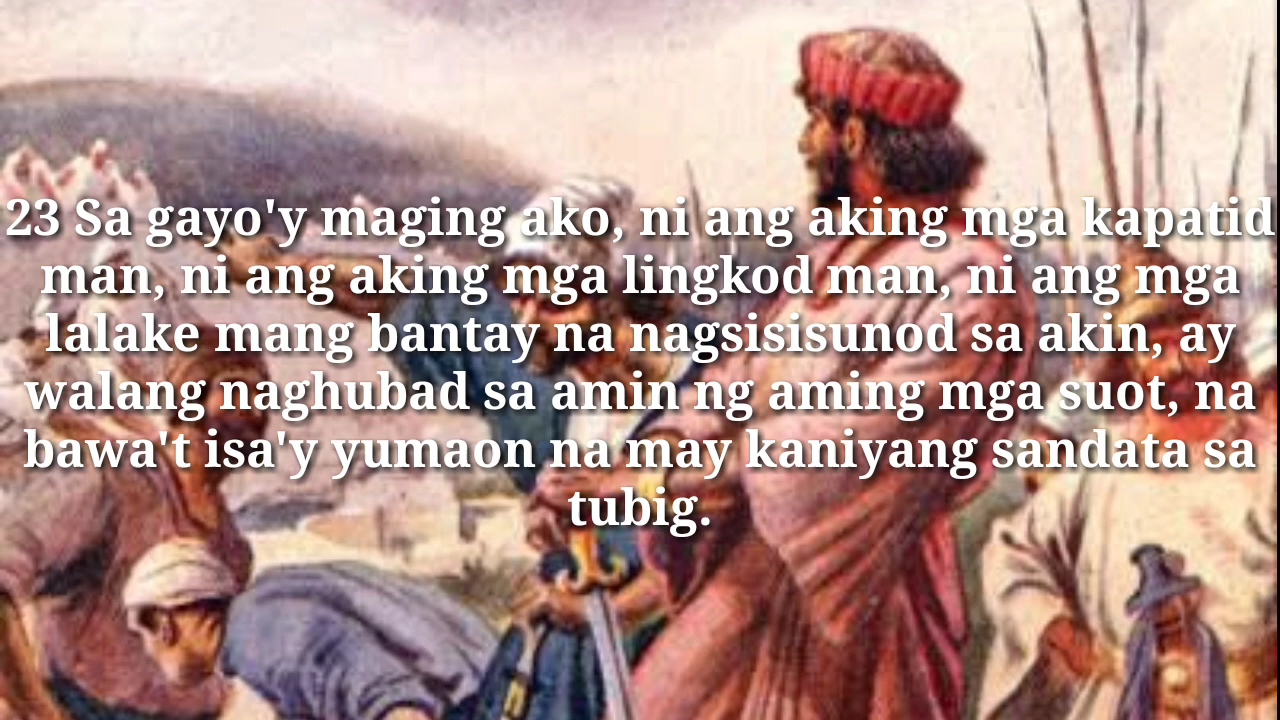 23 Sa gayo'y maging ako, ni ang aking mga kapatid
man, ni ang aking mga lingkod man, ni ang mga
lalake mang bantay na nagsisisunod sa akin, ay
walang naghubad sa amin ng aming mga suot, na
bawa't isa'y yumaon na may kaniyang sandata sa
tubig.